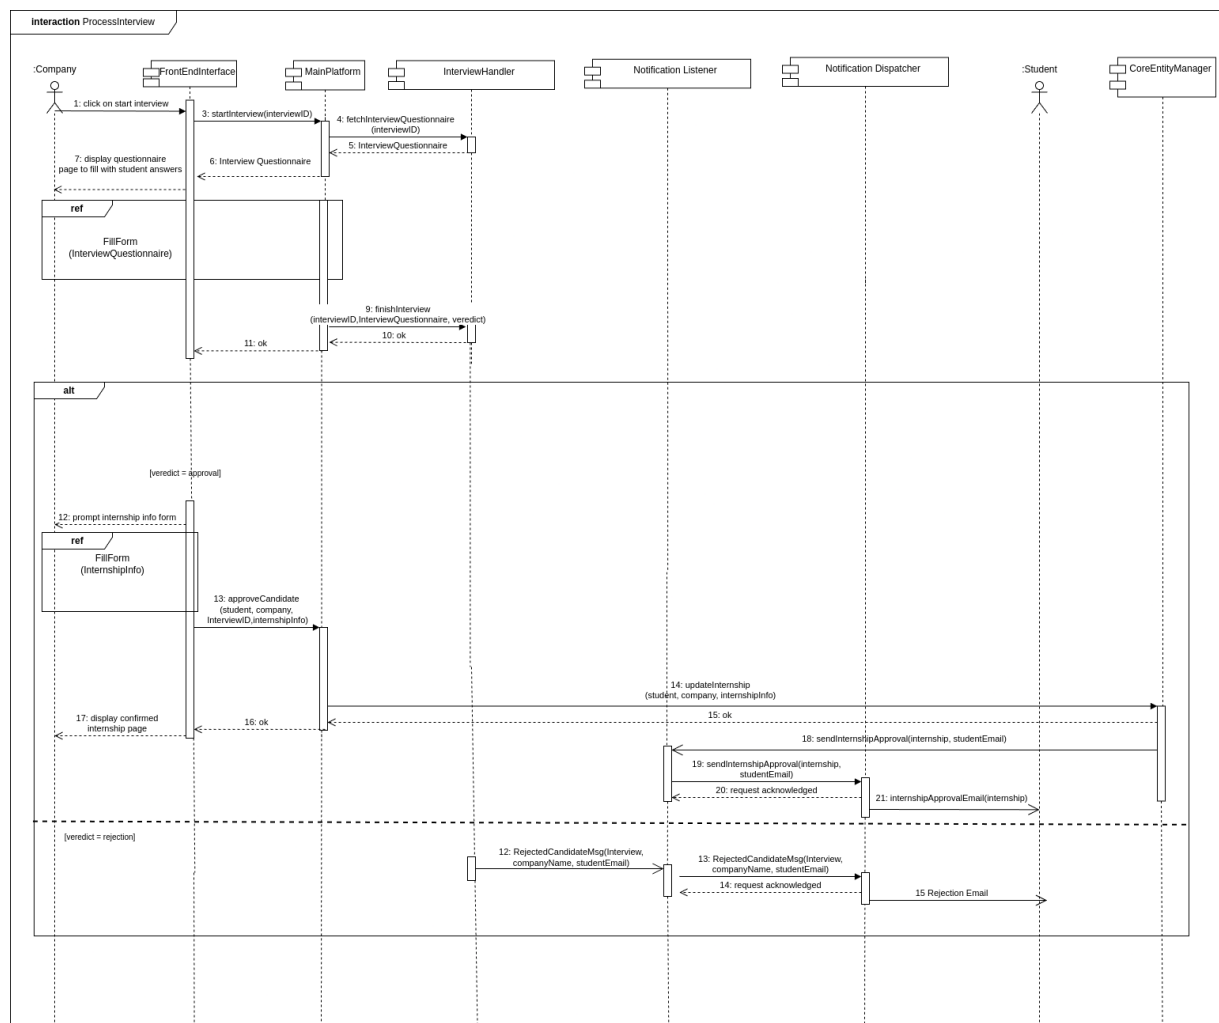 interaction ProcessInterview
:Company
FrontEndInterface
MainPlatform
InterviewHandler
Notification Listener
Notification Dispatcher
:Student
CoreEntityManager
1: click on start interview
3: startInterview(interviewID)
4: fetchInterviewQuestionnaire
(interviewID)
5: InterviewQuestionnaire
6: Interview Questionnaire
7: display questionnaire
page to fill with student answers
ref
FillForm
(InterviewQuestionnaire)
9: finishInterview
(interviewID,InterviewQuestionnaire, veredict)
10: ok
11: ok
alt
[veredict = approval]
12: prompt internship info form
ref
FillForm
(InternshipInfo)
13: approveCandidate
(student, company,
InterviewID,internshipInfo)
14: updateInternship
(student, company, internshipInfo)
15: ok
16: ok
17: display confirmed
internship page
18: sendInternshipApproval(internship, studentEmail)
19: sendInternshipApproval(internship,
studentEmail)
20: request acknowledged
21: internshipApprovalEmail(internship)
[veredict = rejection]
12: RejectedCandidateMsg(Interview,
companyName, studentEmail)
13: RejectedCandidateMsg(Interview,
companyName, studentEmail)
14: request acknowledged
15 Rejection Email